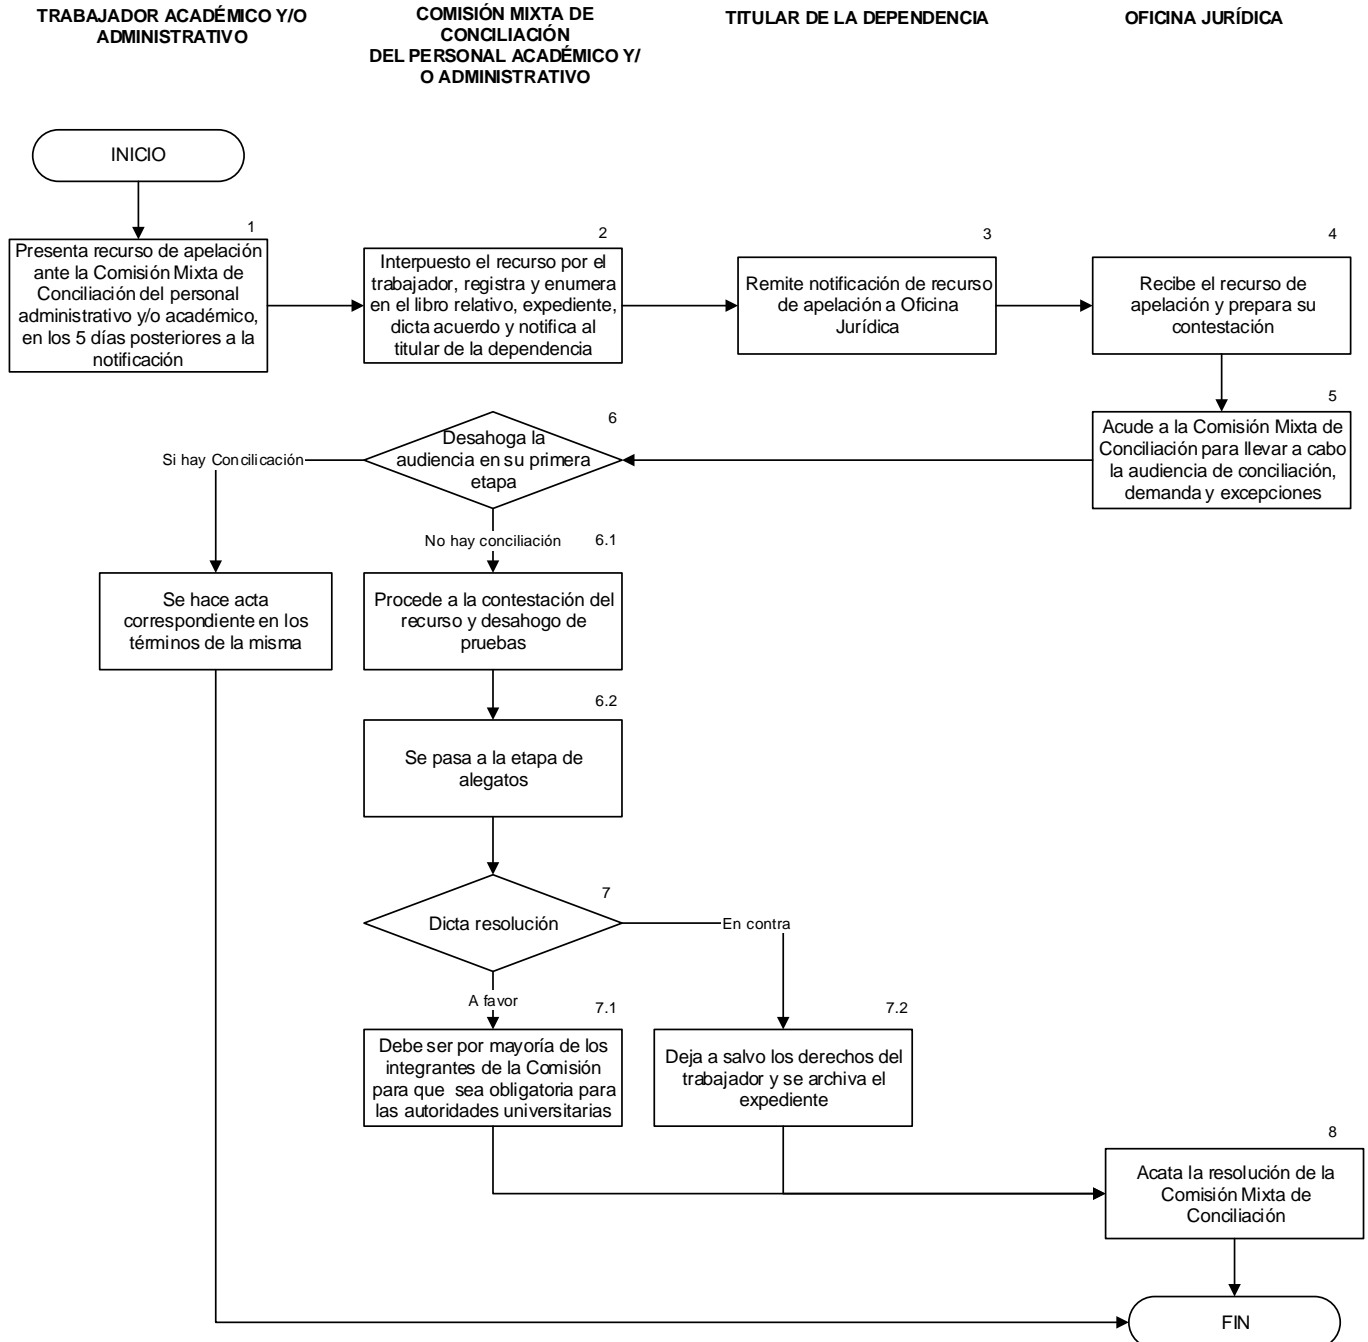 TRABAJADOR ACADÉMICO Y/O
ADMINISTRATIVO
COMISIÓN MIXTA DE
CONCILIACIÓN
DEL PERSONAL ACADÉMICO Y/
O ADMINISTRATIVO
TITULAR DE LA DEPENDENCIA
OFICINA JURÍDICA
INICIO
1
Presenta recurso de apelación
ante la Comisión Mixta de
Conciliación del personal
administrativo y/o académico,
en los 5 días posteriores a la
notificación
2
Interpuesto el recurso por el
trabajador, registra y enumera
en el libro relativo, expediente,
dicta acuerdo y notifica al
titular de la dependencia
3
Remite notificación de recurso
de apelación a Oficina
Jurídica
4
Recibe el recurso de
apelación y prepara su
contestación
5
Acude a la Comisión Mixta de
Conciliación para llevar a cabo
la audiencia de conciliación,
demanda y excepciones
6
Desahoga la
audiencia en su primera
etapa
Si hay Concilicación
No hay conciliación
6.1
Se hace acta
correspondiente en los
términos de la misma
Procede a la contestación del
recurso y desahogo de
pruebas
6.2
Se pasa a la etapa de
alegatos
7
Dicta resolución
En contra
A favor
7.1
Debe ser por mayoría de los
integrantes de la Comisión
para que sea obligatoria para
las autoridades universitarias
7.2
Deja a salvo los derechos del
trabajador y se archiva el
expediente
8
Acata la resolución de la
Comisión Mixta de
Conciliación
FIN